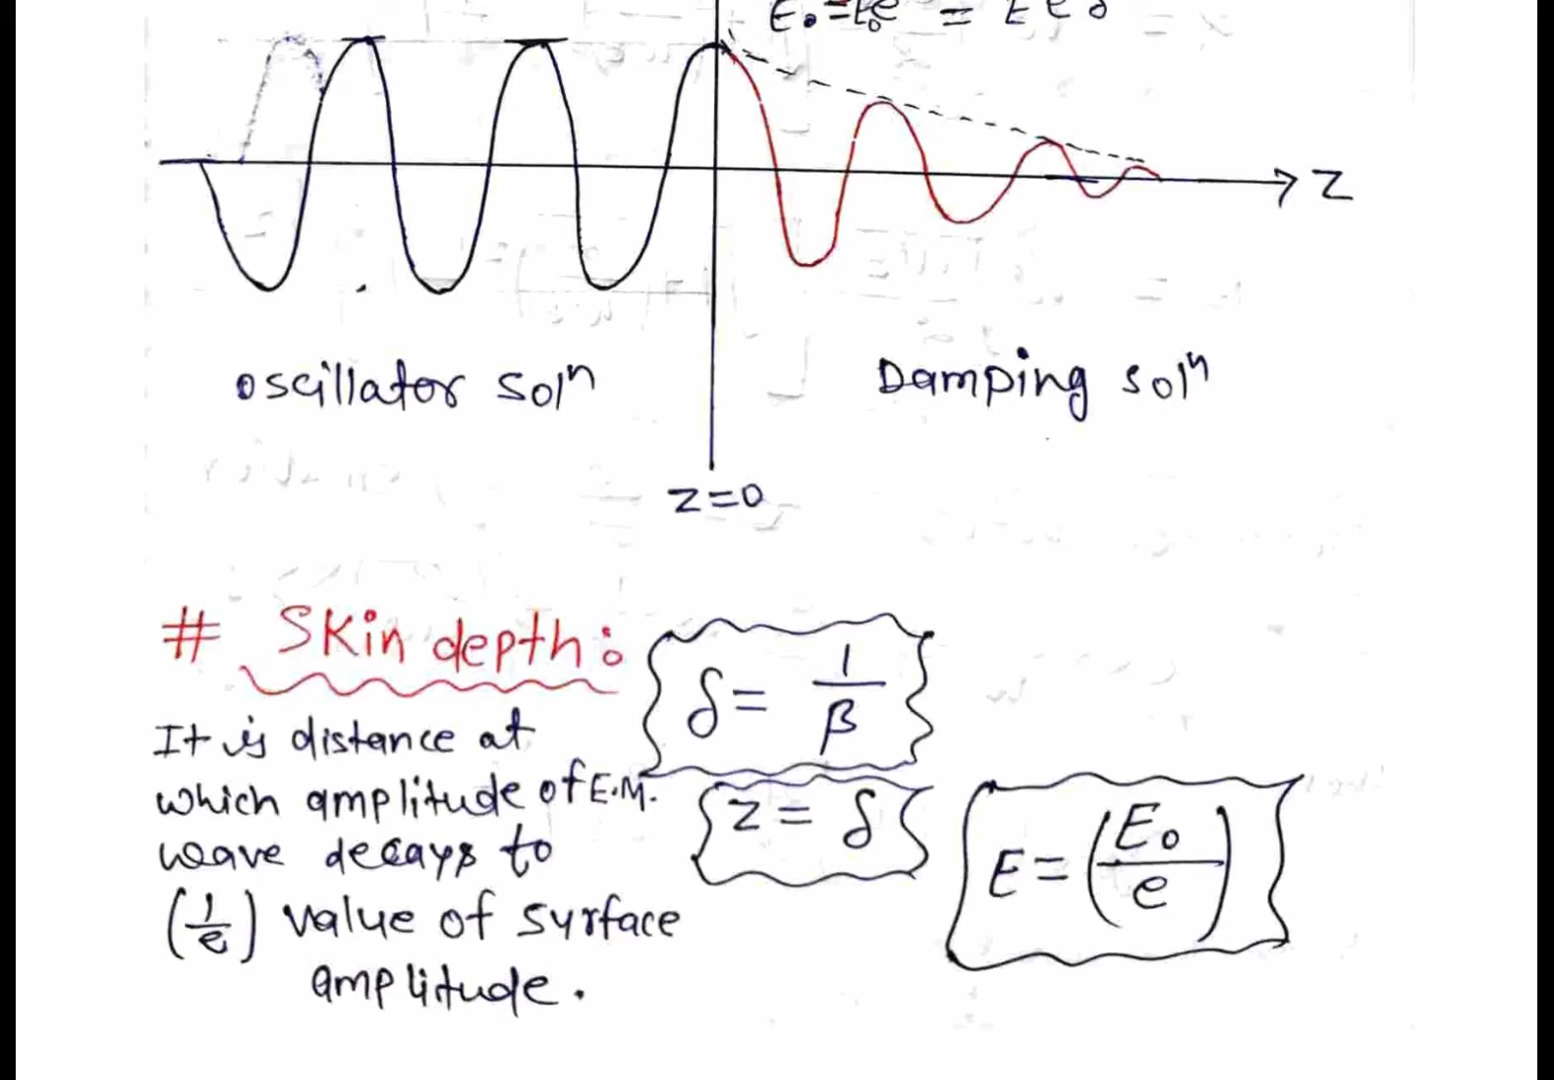 Z
oscillator solⁿ
Damping solⁿ
z=0
# Skin depth:
δ = 1/β
It is distance at
which amplitude of E.M.
wave decays to
(1/e) value of surface
amplitude.
z = δ
E = (E₀/e)